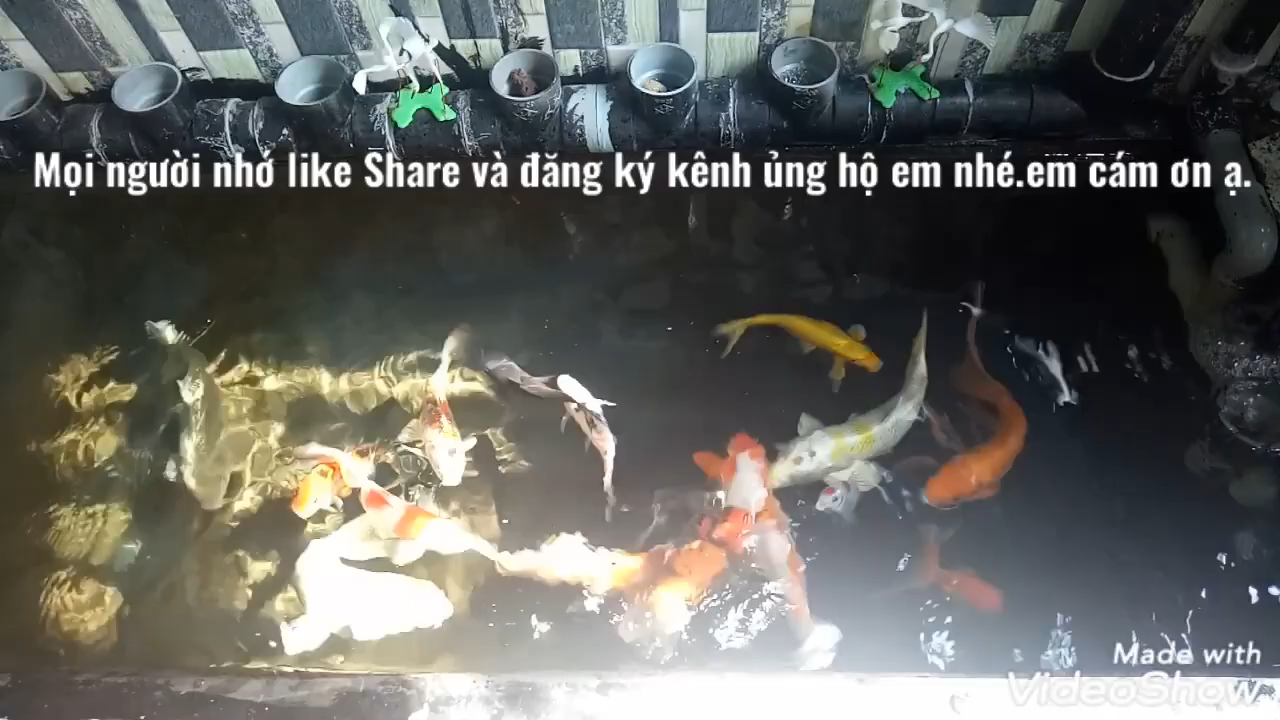 Mọi người nhớ like Share và đăng ký kênh ủng hộ em nhé.em cám ơn ạ.
Made with
VideoShow